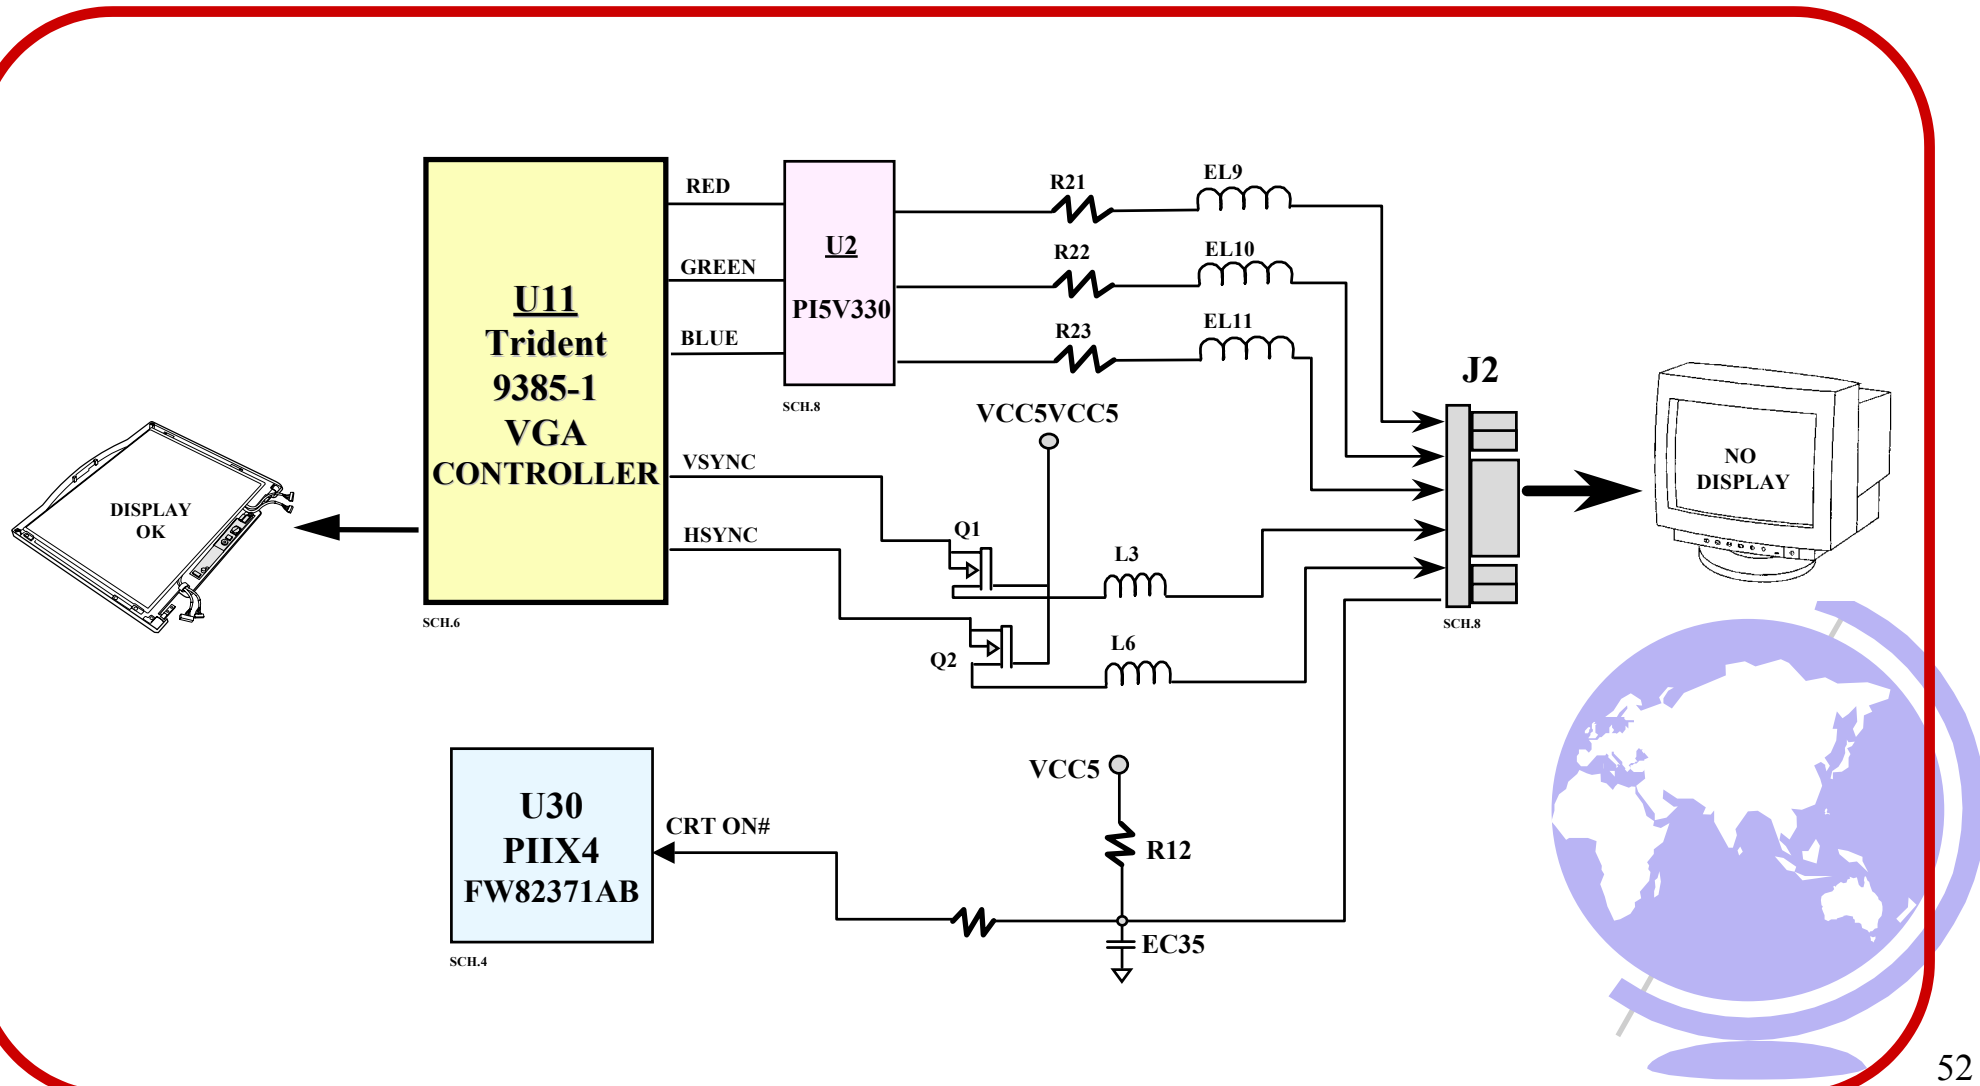 RED
GREEN
BLUE
VSYNC
HSYNC
U11
Trident
9385-1
VGA
CONTROLLER
SCH.6
U2
PI5V330
SCH.8
R21
EL9
R22
EL10
R23
EL11
VCC5VCC5
Q1
L3
Q2
L6
J2
SCH.8
DISPLAY
OK
NO
DISPLAY
U30
PIIX4
FW82371AB
SCH.4
CRT ON#
VCC5
R12
EC35
52